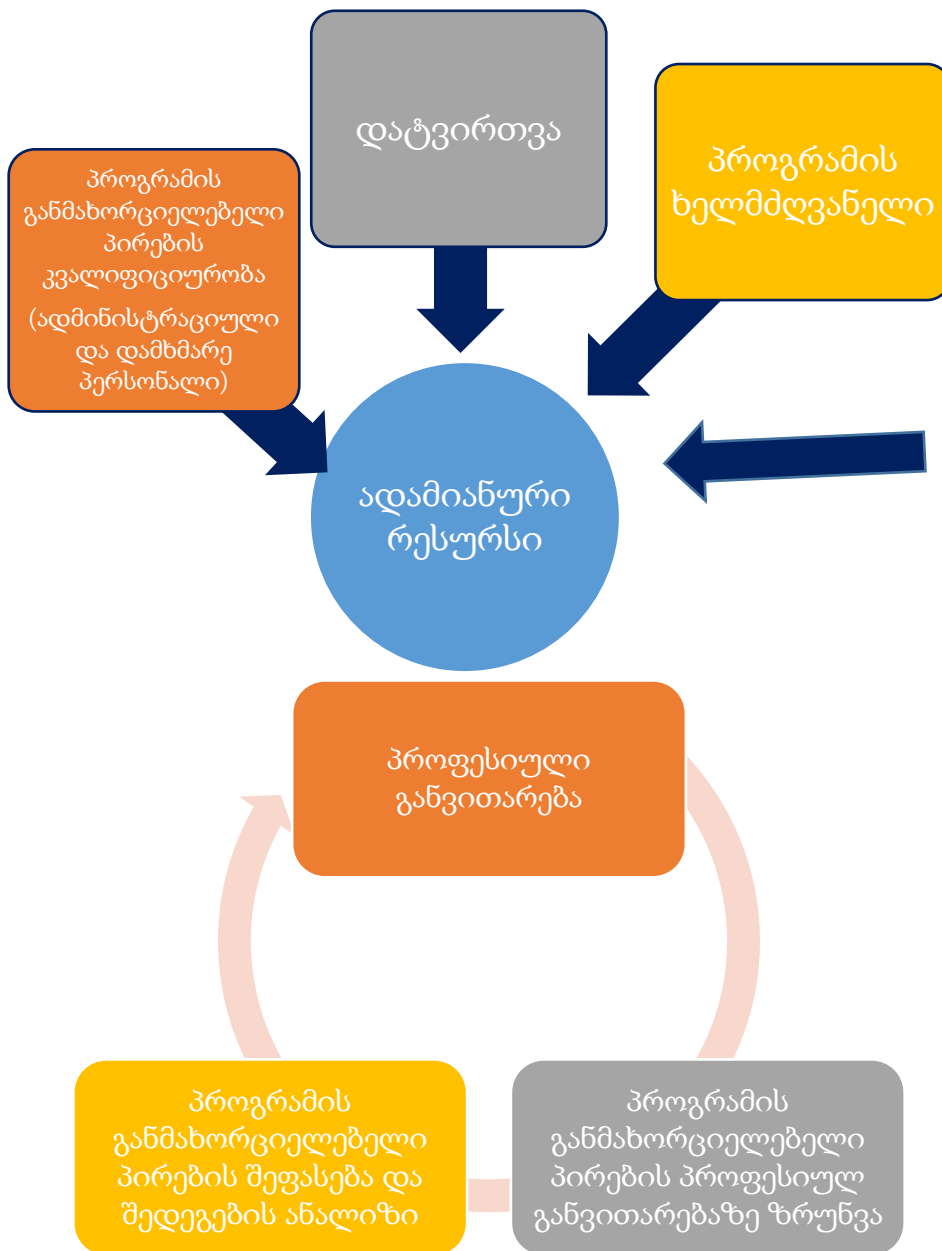 დატვირთვა
პროგრამის
ხელმძღვანელი
პროგრამის
განმახორციელებელი
პირების
კვალიფიციურობა
(ადმინისტრაციული
და დამხმარე
პერსონალი)
ადამიანური
რესურსი
პროფესიული
განვითარება
პროგრამის
განმახორციელებელი
პირების შეფასება და
შედეგების ანალიზი
პროგრამის
განმახორციელებელი
პირების პროფესიულ
განვითარებაზე ზრუნვა